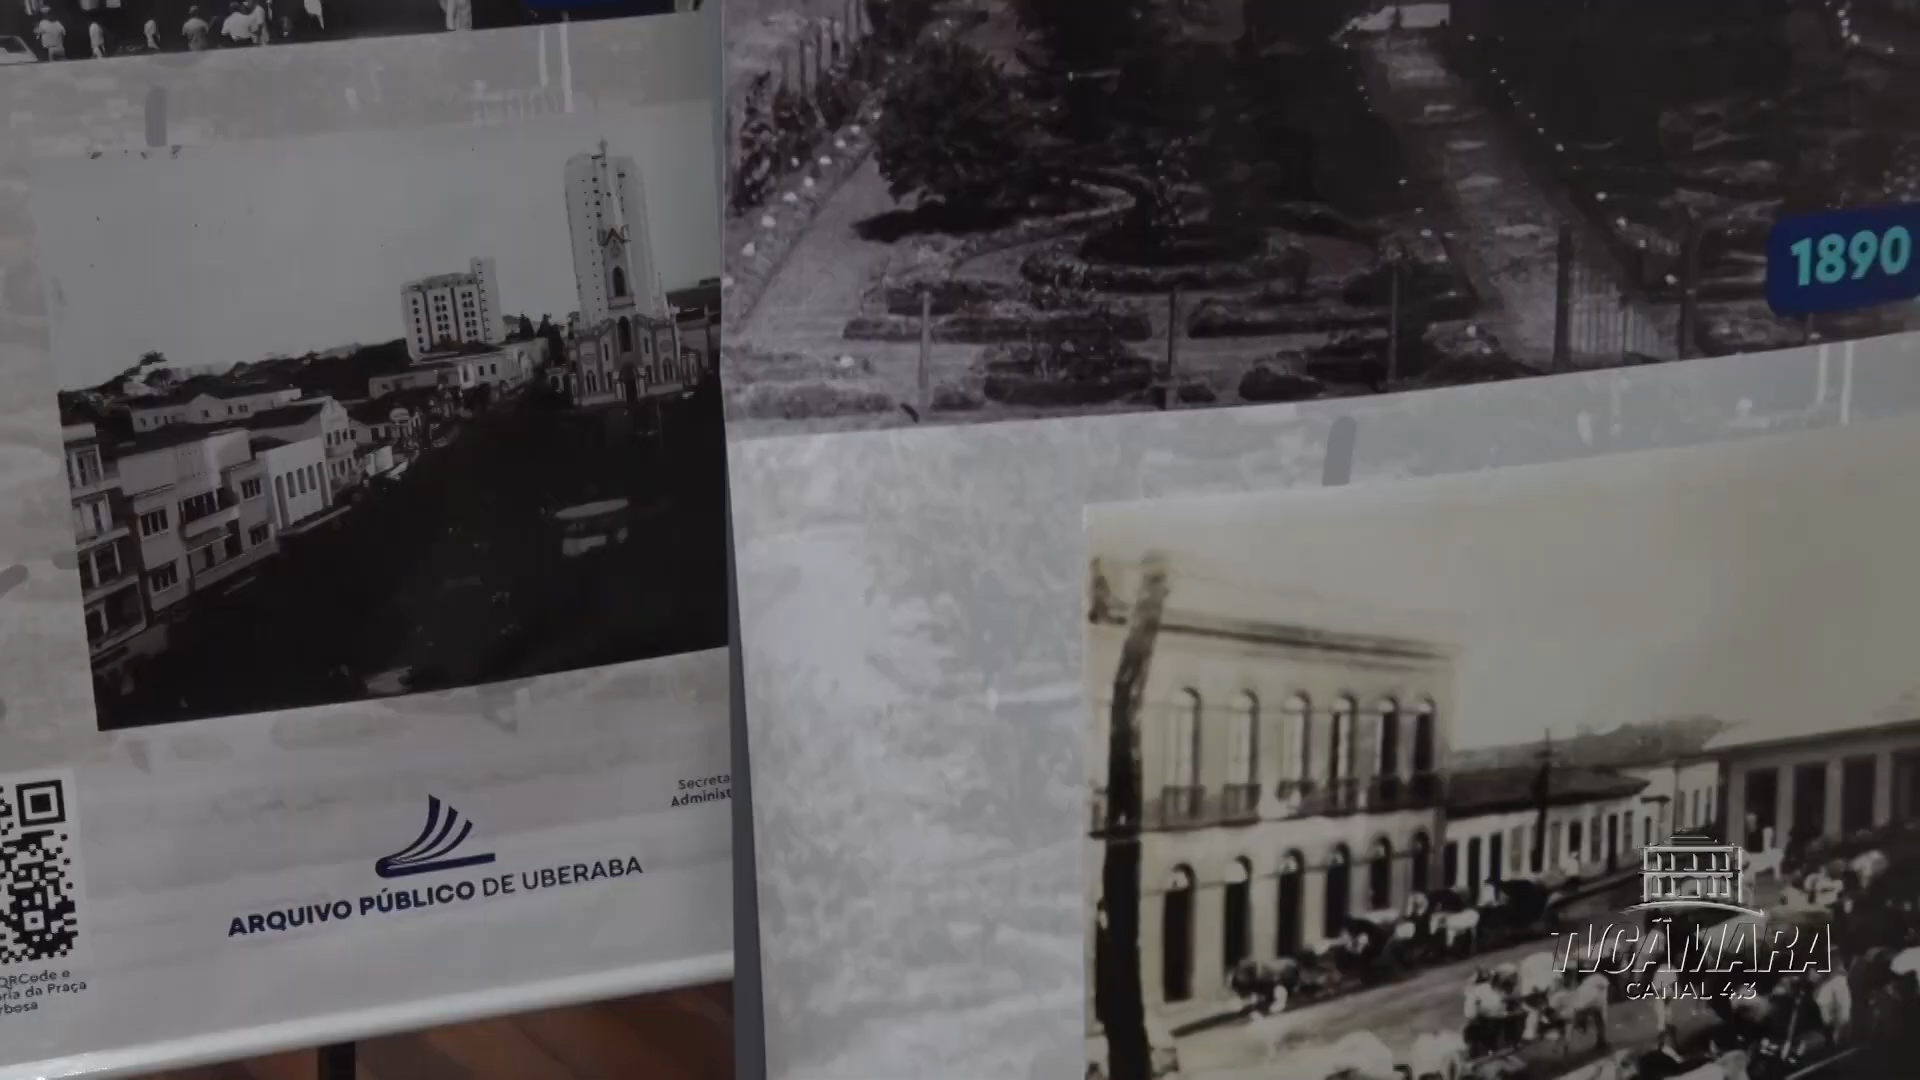 1890
Secreta
Administ
ARQUIVO PÚBLICO DE UBERABA
QRCode e
ria da Praça
rbosa
TVCÂMARA
CANAL 4.3